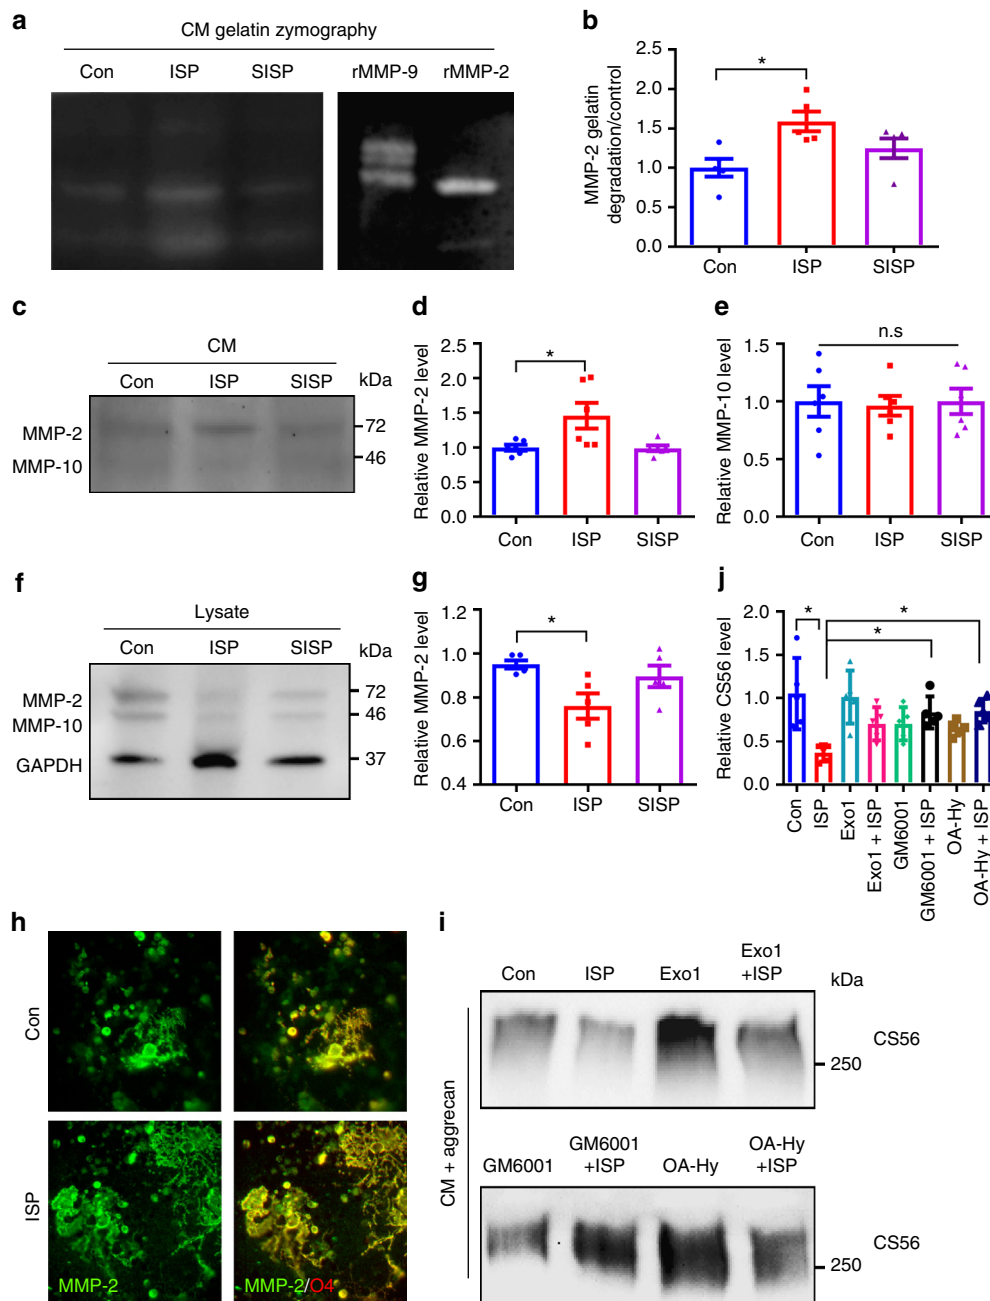 a
CM gelatin zymography
Con ISP SISP rMMP-9 rMMP-2
b
MMP-2 gelatin
degradation/control
2.5
2.0
1.5
1.0
0.5
0.0
*
Con ISP SISP
c
CM
Con ISP SISP kDa
MMP-2
MMP-10
72
46
d
Relative MMP-2 level
2.5
2.0
1.5
1.0
0.5
0.0
*
Con ISP SISP
e
Relative MMP-10 level
1.5
1.0
0.5
0.0
n.s
Con ISP SISP
f
Lysate
Con ISP SISP kDa
MMP-2
MMP-10
GAPDH
72
46
37
g
Relative MMP-2 level
1.2
1.0
0.8
0.6
0.4
*
Con ISP SISP
j
Relative CS56 level
2.0
1.5
1.0
0.5
0.0
*
*
*
Con
ISP
Exo1
Exo1 + ISP
GM6001
GM6001 + ISP
OA-Hy
OA-Hy + ISP
h
Con
ISP
MMP-2
MMP-2/O4
i
CM + aggrecan
Con ISP Exo1 Exo1
+ISP
kDa
CS56
250
GM6001 GM6001
+ISP
OA-Hy OA-Hy
+ISP
CS56
250